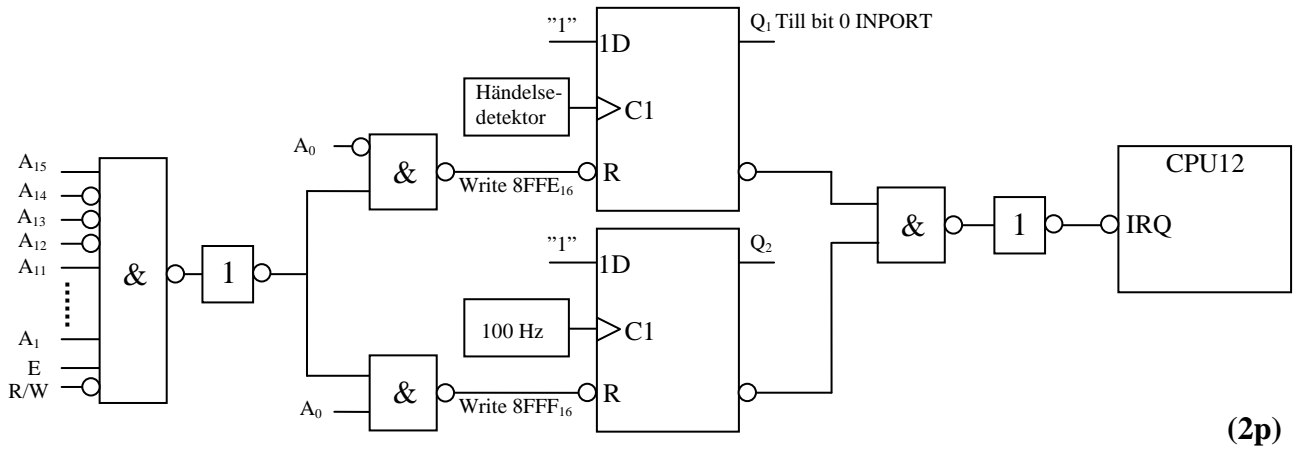 "1"
1D
Q₁ Till bit 0 INPORT
Händelse-
detektor
C1
A₀
&
Write 8FFE₁₆
R
A₁₅
A₁₄
A₁₃
A₁₂
A₁₁
A₁
E
R/W
&
1
"1"
1D
Q₂
100 Hz
C1
&
A₀
Write 8FFF₁₆
R
&
1
CPU12
IRQ
(2p)